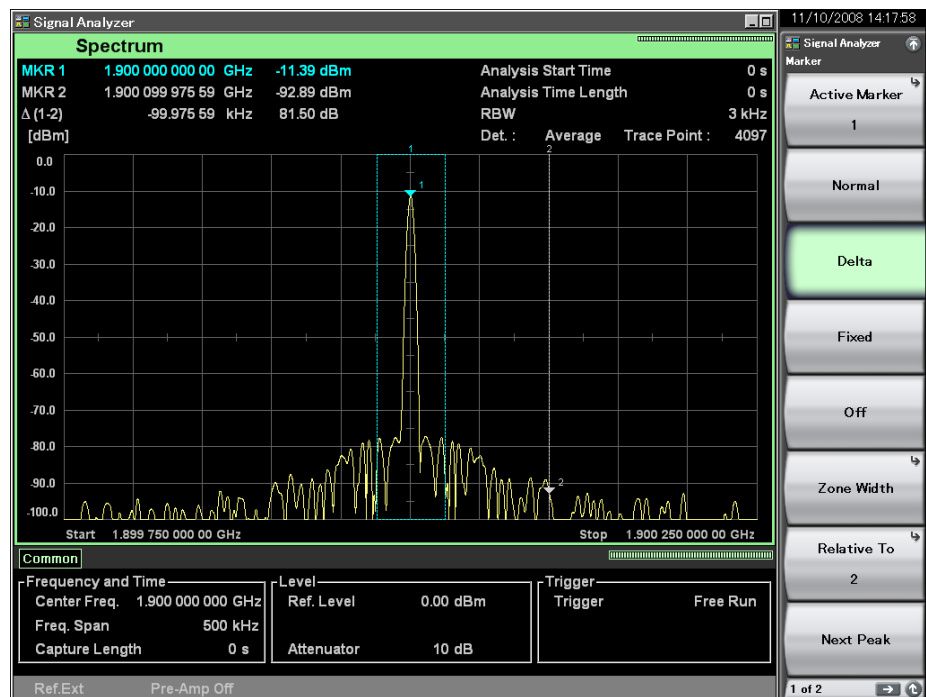 Signal Analyzer
11/10/2008 14:17:58
Spectrum
MKR 1 1.900 000 000 00 GHz -11.39 dBm Analysis Start Time 0 s
MKR 2 1.900 099 975 59 GHz -92.89 dBm Analysis Time Length 0 s
Δ (1-2) -99.975 59 kHz 81.50 dB RBW 3 kHz
[dBm] Det. : Average Trace Point : 4097
1 2
0.0
1
-10.0
-20.0
-30.0
-40.0
-50.0
-60.0
-70.0
-80.0
-90.0
2
-100.0
Start 1.899 750 000 00 GHz Stop 1.900 250 000 00 GHz
Common
Frequency and Time
Center Freq. 1.900 000 000 GHz
Freq. Span 500 kHz
Capture Length 0 s
Level
Ref. Level 0.00 dBm
Attenuator 10 dB
Trigger
Trigger Free Run
Ref.Ext Pre-Amp Off
Signal Analyzer
Marker
Active Marker
1
Normal
Delta
Fixed
Off
Zone Width
Relative To
2
Next Peak
1 of 2